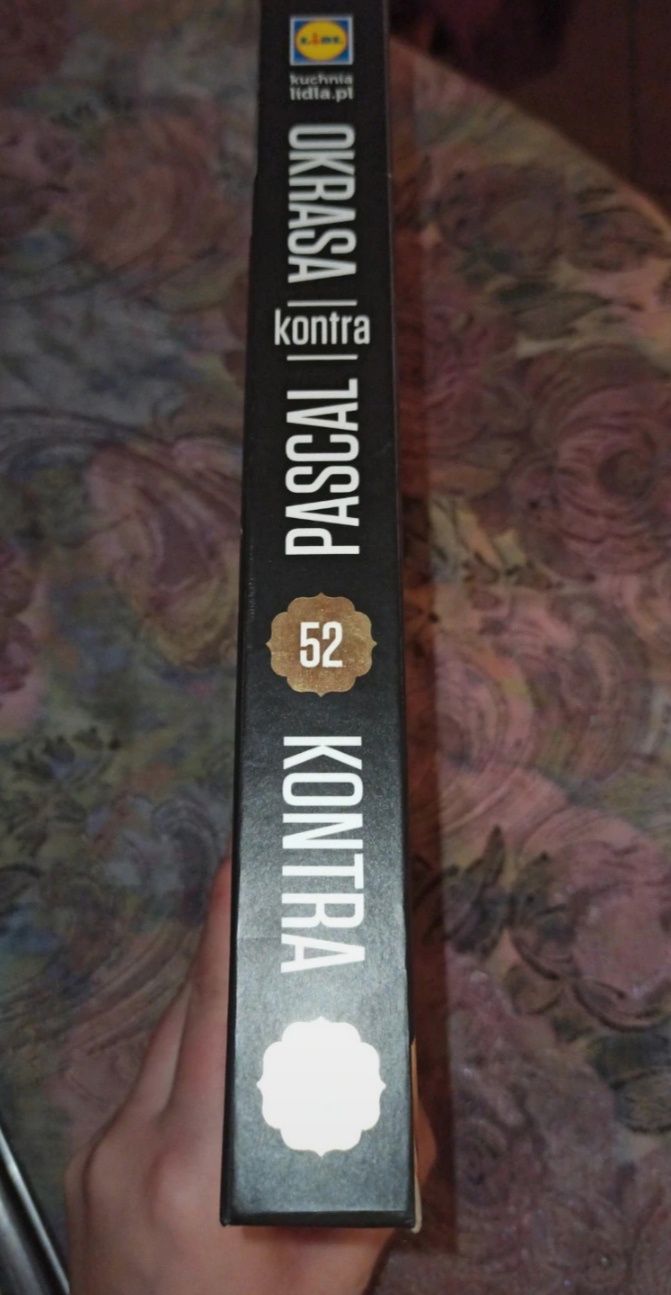 LIDL
kuchnia
lidla.pl
OKRASA
kontra
PASCAL
52
KONTRA